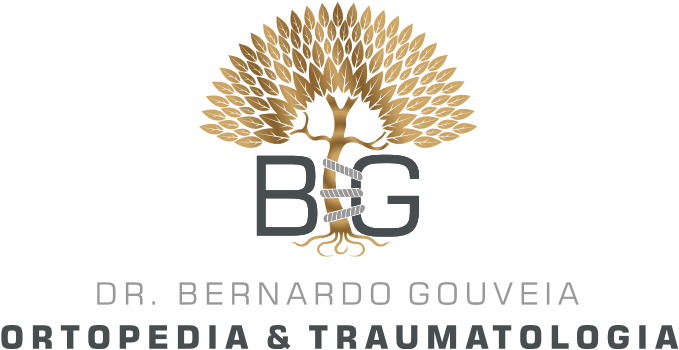 BG
DR. BERNARDO GOUVEIA
ORTOPEDIA & TRAUMATOLOGIA